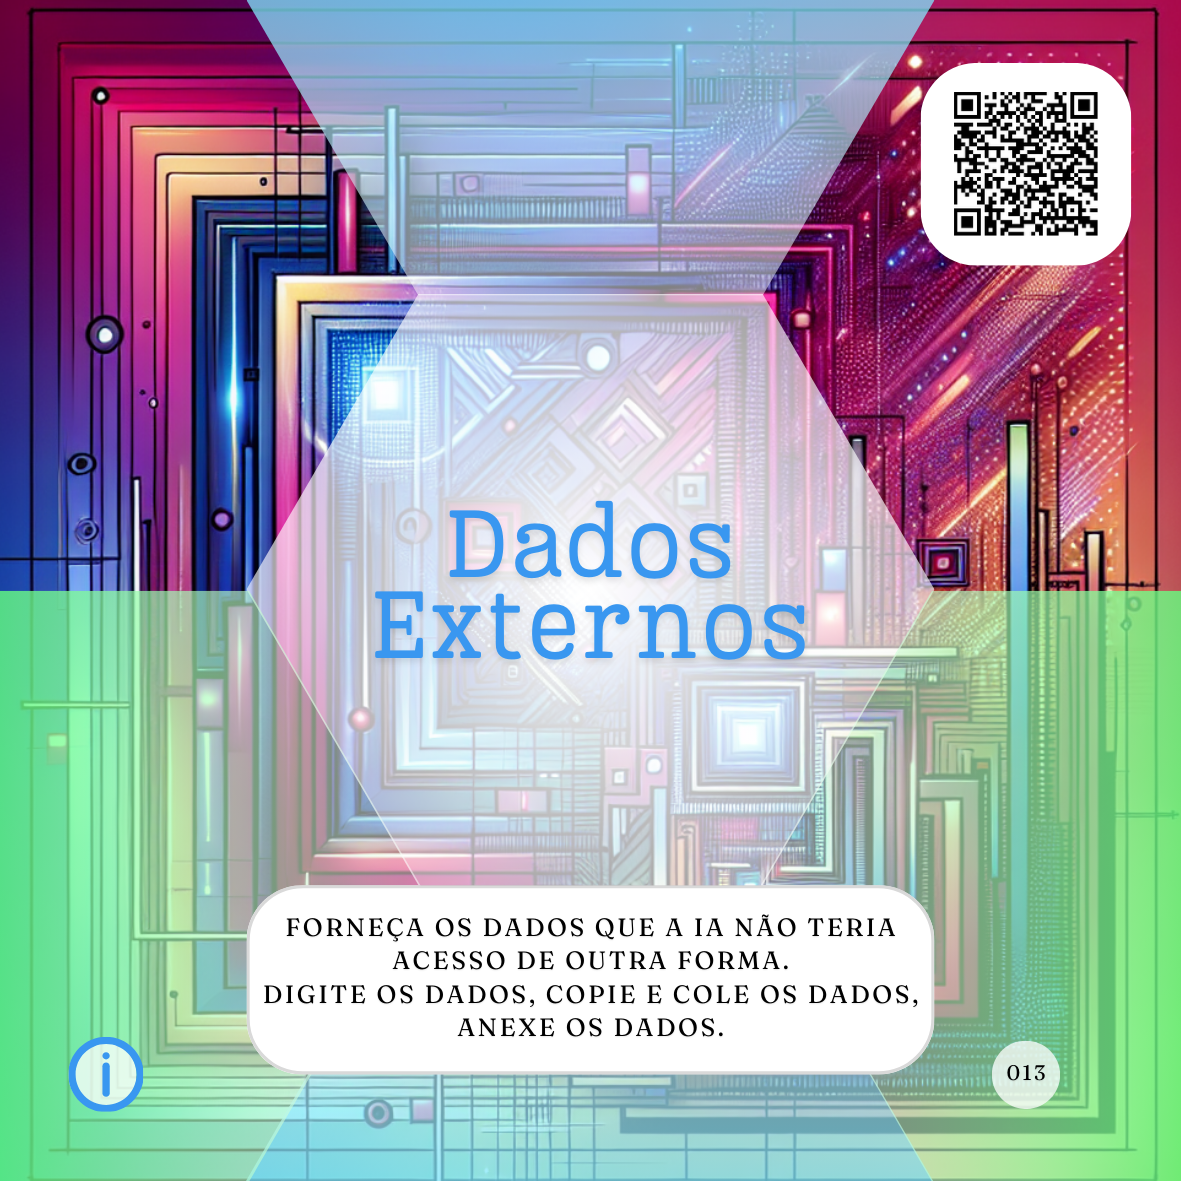 Dados
Externos
FORNEÇA OS DADOS QUE A IA NÃO TERIA
ACESSO DE OUTRA FORMA.
DIGITE OS DADOS, COPIE E COLE OS DADOS,
ANEXE OS DADOS.
i
013